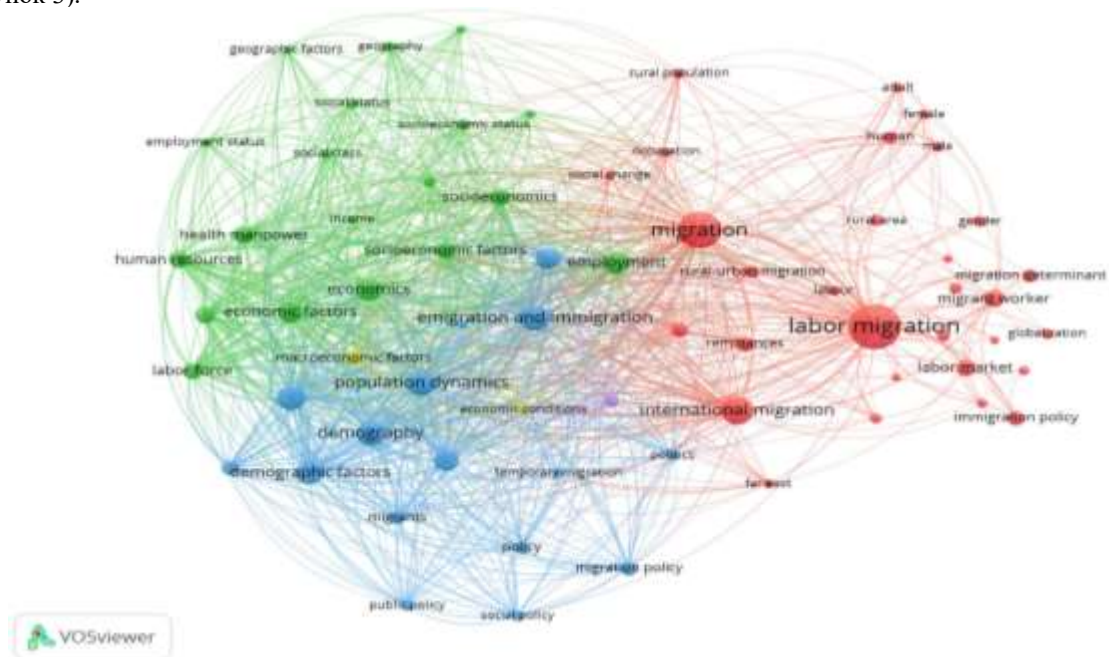 geographic factors
geography
rural population
adult
social status
female
socioeconomic status
human
employment status
male
social class
education
social change
socioeconomics
income
rural area
gender
migration
health manpower
human resources
socioeconomic factors
employment
rural-urban migration
migration determinant
economics
labor
migrant worker
economic factors
emigration and immigration
labor migration
globalization
remittances
macroeconomic factors
labor force
labor market
population dynamics
economic conditions
international migration
immigration policy
demography
politics
demographic factors
temporary migration
far east
migrants
policy
migration policy
public policy
social policy
VOSviewer